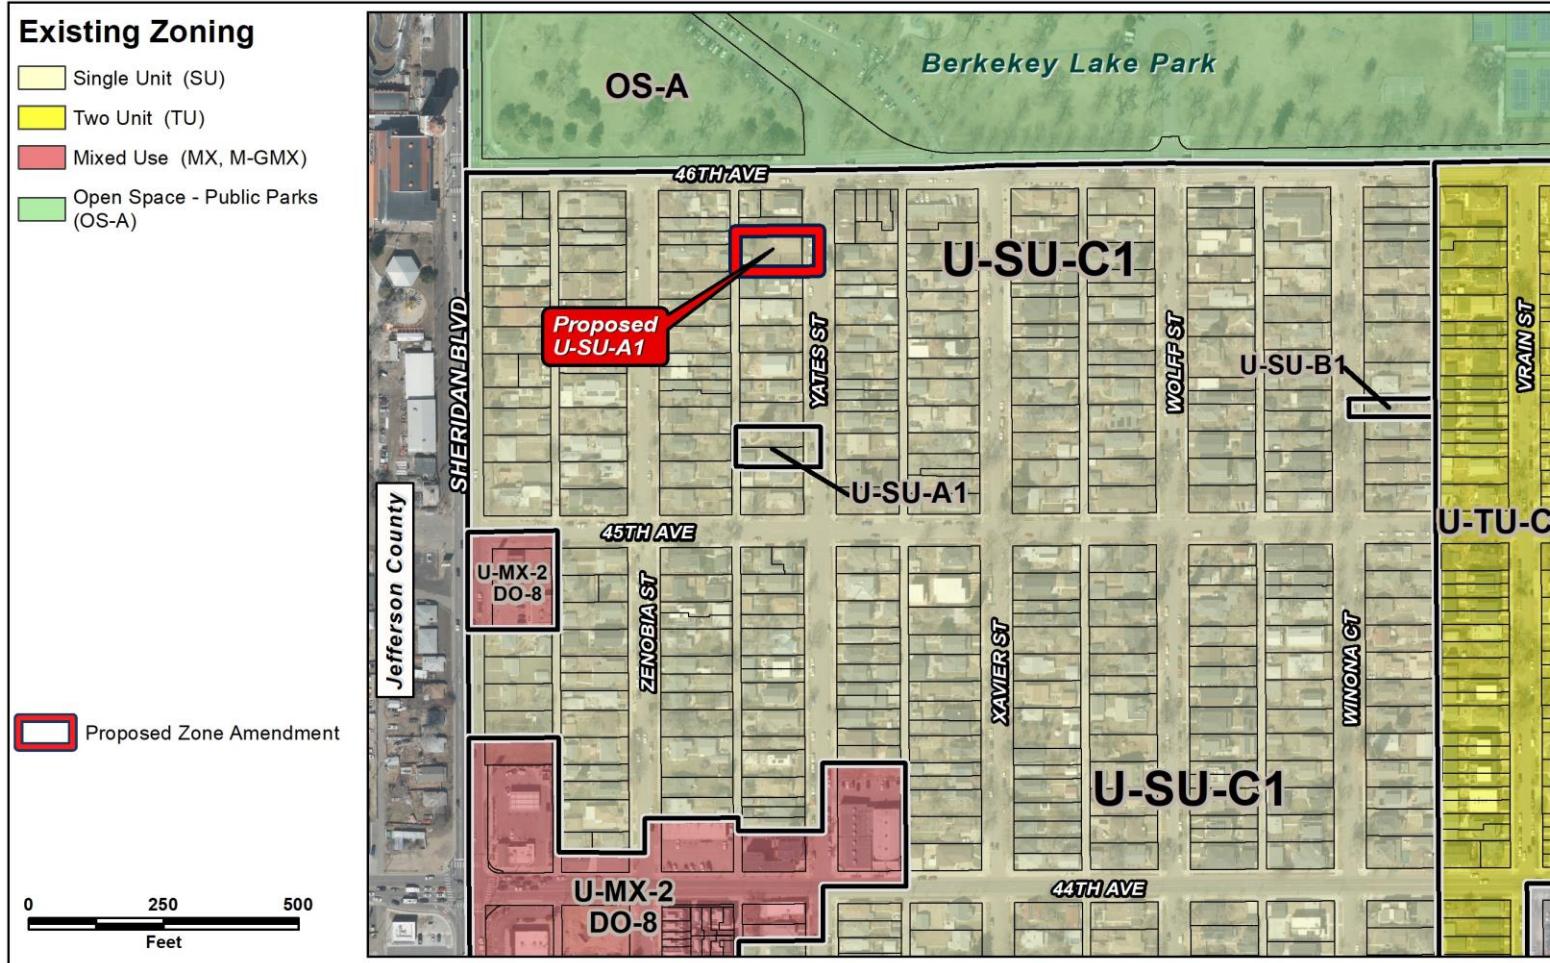 Existing Zoning
Single Unit (SU)
Two Unit (TU)
Mixed Use (MX, M-GMX)
Open Space - Public Parks
(OS-A)
Proposed Zone Amendment
0 250 500
Feet
Berkekey Lake Park
OS-A
46TH AVE
U-SU-C1
Proposed
U-SU-A1
SHERIDAN BLVD
YATES ST
WOLFF ST
VRAIN ST
U-SU-B1
U-SU-A1
Jefferson County
45TH AVE
U-TU-C
U-MX-2
DO-8
ZENOBIA ST
XAVIER ST
WINONA CT
U-SU-C1
44TH AVE
U-MX-2
DO-8